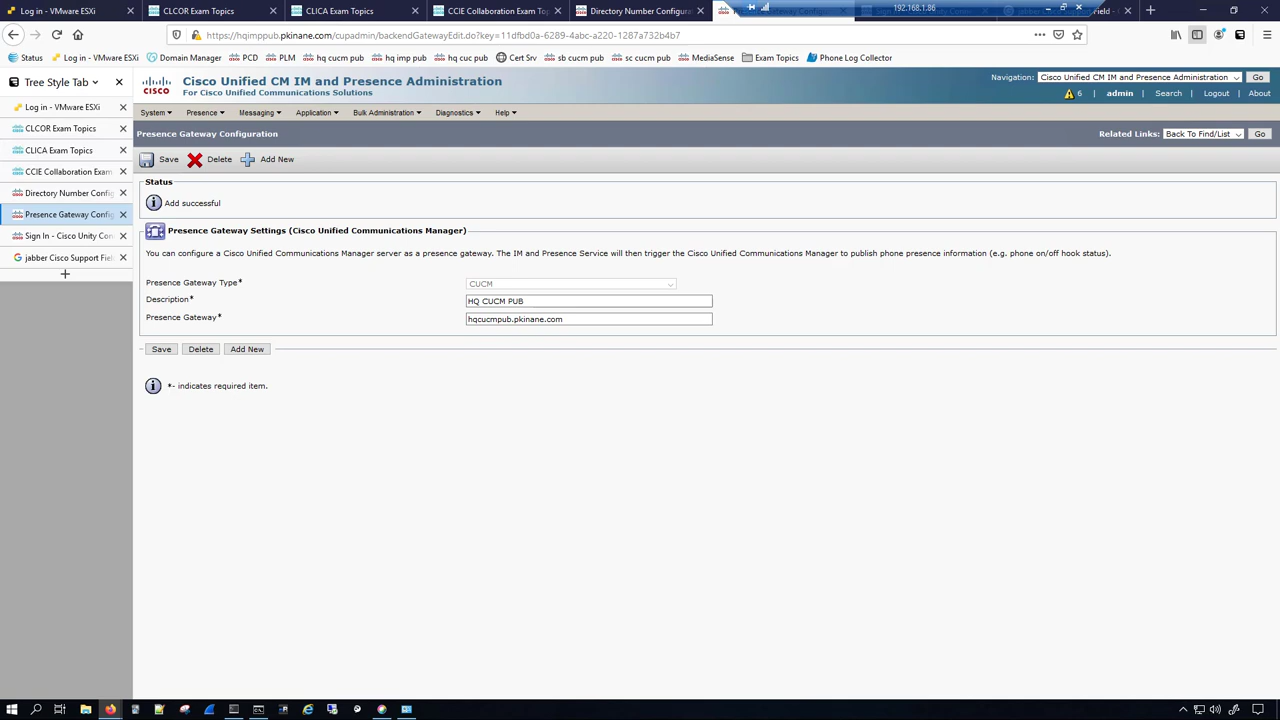 Log in - VMware ESXi
CLCOR Exam Topics
CLICA Exam Topics
CCIE Collaboration Exam To
Directory Number Configura
192.168.1.86
https://hqimppub.pkinane.com/cupadmin/backendGatewayEdit.do?key=11dfbd0a-6289-4abc-a220-1287a732b4b7
Status
Log in - VMware ESXi
Domain Manager
PCD
PLM
hq cucm pub
hq imp pub
hq cuc pub
Cert Srv
sb cucm pub
sc cucm pub
MediaSense
Exam Topics
Phone Log Collector
Tree Style Tab
Log in - VMware ESXi
CLCOR Exam Topics
CLICA Exam Topics
CCIE Collaboration Exam
Directory Number Config
Presence Gateway Config
Sign In - Cisco Unity Con
jabber Cisco Support Fiel
CISCO
Cisco Unified CM IM and Presence Administration
For Cisco Unified Communications Solutions
Navigation: Cisco Unified CM IM and Presence Administration Go
6 admin Search Logout About
System Presence Messaging Application Bulk Administration Diagnostics Help
Presence Gateway Configuration
Related Links: Back To Find/List Go
Save Delete Add New
Status
Add successful
Presence Gateway Settings (Cisco Unified Communications Manager)
You can configure a Cisco Unified Communications Manager server as a presence gateway. The IM and Presence Service will then trigger the Cisco Unified Communications Manager to publish phone presence information (e.g. phone on/off hook status).
Presence Gateway Type* CUCM
Description* HQ CUCM PUB
Presence Gateway* hqcucmpub.pkinane.com
Save Delete Add New
*- indicates required item.